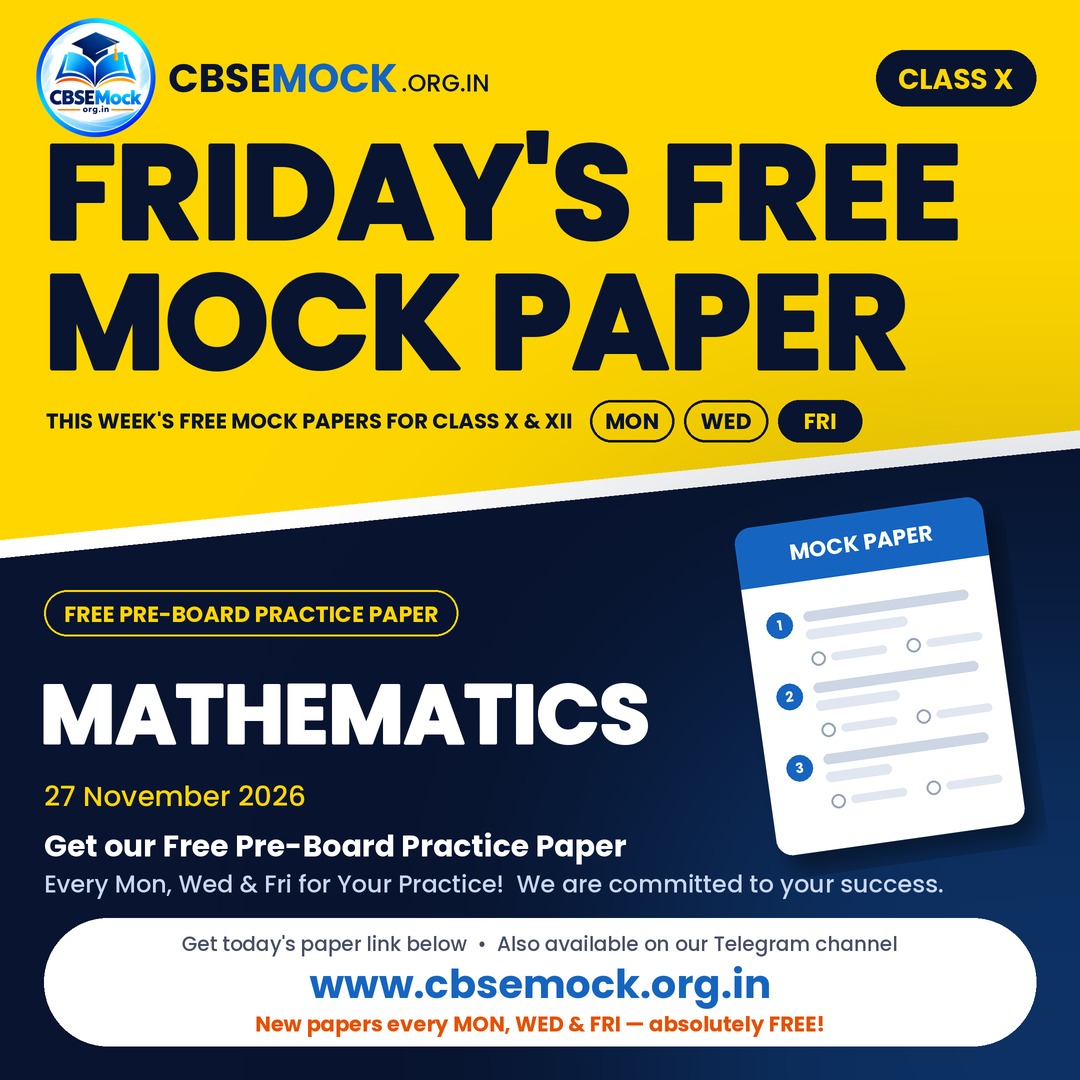 CBSEMock
org.in
CBSEMOCK.ORG.IN
CLASS X
FRIDAY'S FREE
MOCK PAPER
THIS WEEK'S FREE MOCK PAPERS FOR CLASS X & XII
MON
WED
FRI
MOCK PAPER
1
2
3
FREE PRE-BOARD PRACTICE PAPER
MATHEMATICS
27 November 2026
Get our Free Pre-Board Practice Paper
Every Mon, Wed & Fri for Your Practice! We are committed to your success.
Get today's paper link below • Also available on our Telegram channel
www.cbsemock.org.in
New papers every MON, WED & FRI — absolutely FREE!